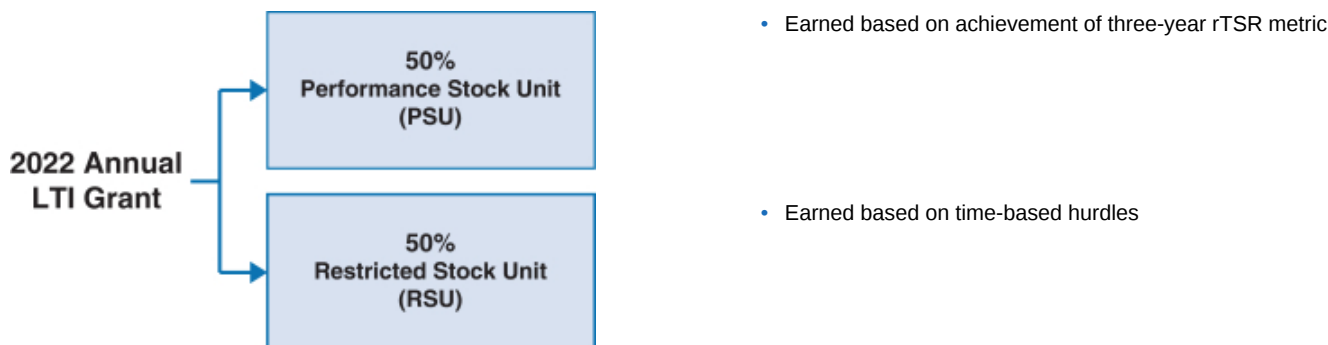 2022 Annual
LTI Grant
50%
Performance Stock Unit
(PSU)
• Earned based on achievement of three-year rTSR metric
50%
Restricted Stock Unit
(RSU)
• Earned based on time-based hurdles